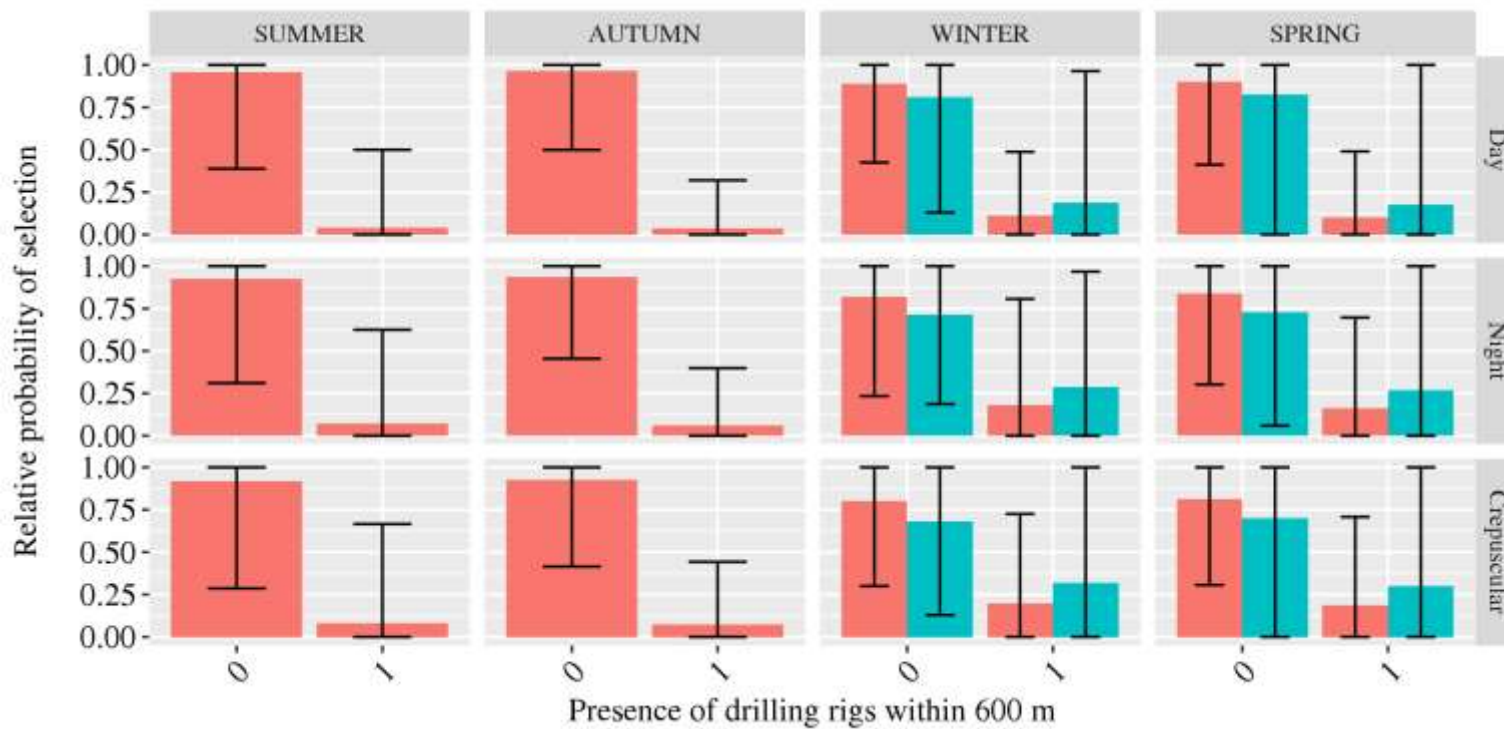 SUMMER AUTUMN WINTER SPRING
Relative probability of selection
1.00
0.75
0.50
0.25
0.00
Day
1.00
0.75
0.50
0.25
0.00
Night
1.00
0.75
0.50
0.25
0.00
Crepuscular
0 1 0 1 0 1 0 1
Presence of drilling rigs within 600 m